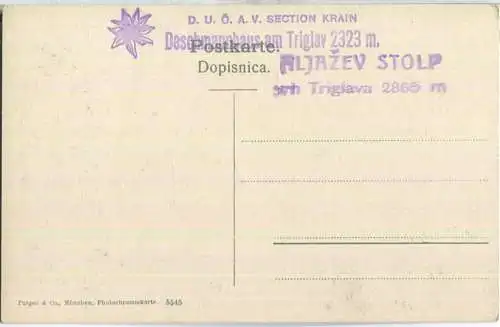 D. U. Ö. A. V. SECTION KRAIN
Deschmannhaus am Triglav 2323 m.
Postkarte.
ALJAŽEV STOLP
Dopisnica.
vrh Triglava 2865 m
Purger & Co., München, Photochromiekarte. 5545